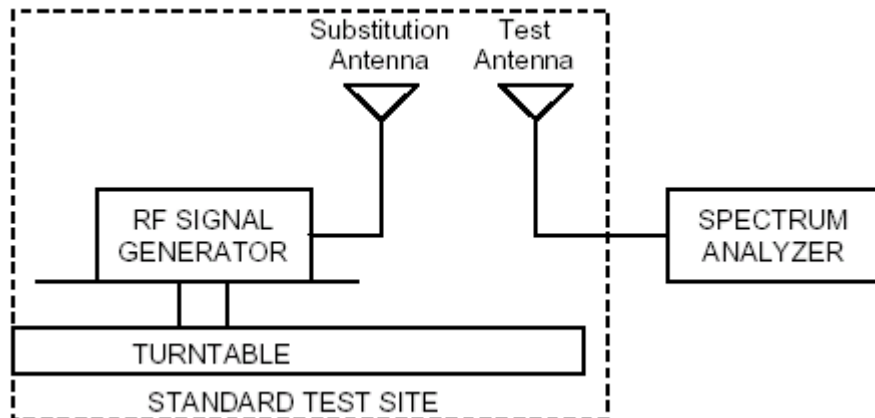 Substitution
Antenna
Test
Antenna
RF SIGNAL
GENERATOR
SPECTRUM
ANALYZER
TURNTABLE
STANDARD TEST SITE